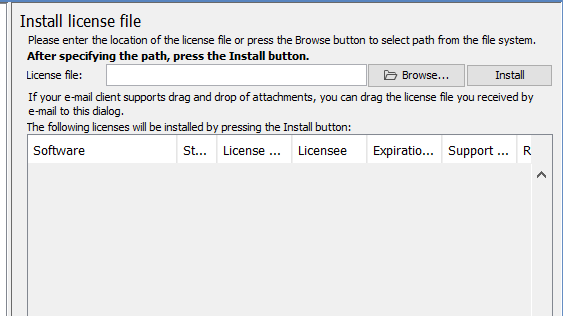 Install license file
Please enter the location of the license file or press the Browse button to select path from the file system.
After specifying the path, press the Install button.
License file: Browse... Install
If your e-mail client supports drag and drop of attachments, you can drag the license file you received by
e-mail to this dialog.
The following licenses will be installed by pressing the Install button:
Software St... License ... Licensee Expiratio... Support ... R